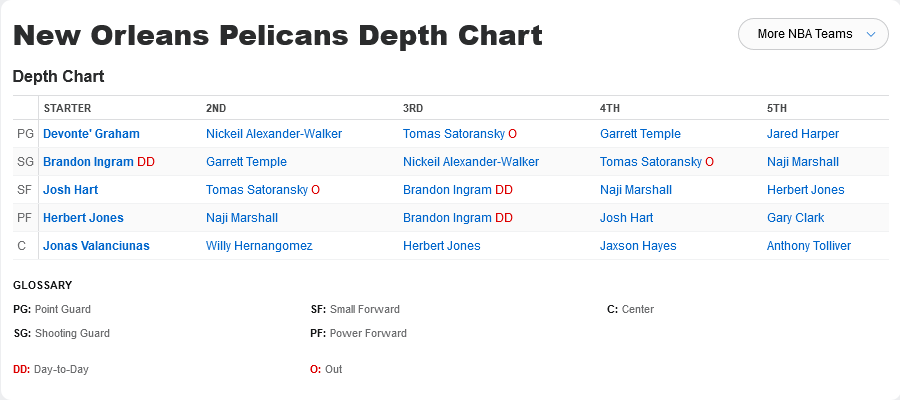 New Orleans Pelicans Depth Chart
More NBA Teams
Depth Chart
STARTER 2ND 3RD 4TH 5TH
PG Devonte' Graham Nickeil Alexander-Walker Tomas Satoransky O Garrett Temple Jared Harper
SG Brandon Ingram DD Garrett Temple Nickeil Alexander-Walker Tomas Satoransky O Naji Marshall
SF Josh Hart Tomas Satoransky O Brandon Ingram DD Naji Marshall Herbert Jones
PF Herbert Jones Naji Marshall Brandon Ingram DD Josh Hart Gary Clark
C Jonas Valanciunas Willy Hernangomez Herbert Jones Jaxson Hayes Anthony Tolliver
GLOSSARY
PG: Point Guard SF: Small Forward C: Center
SG: Shooting Guard PF: Power Forward
DD: Day-to-Day O: Out